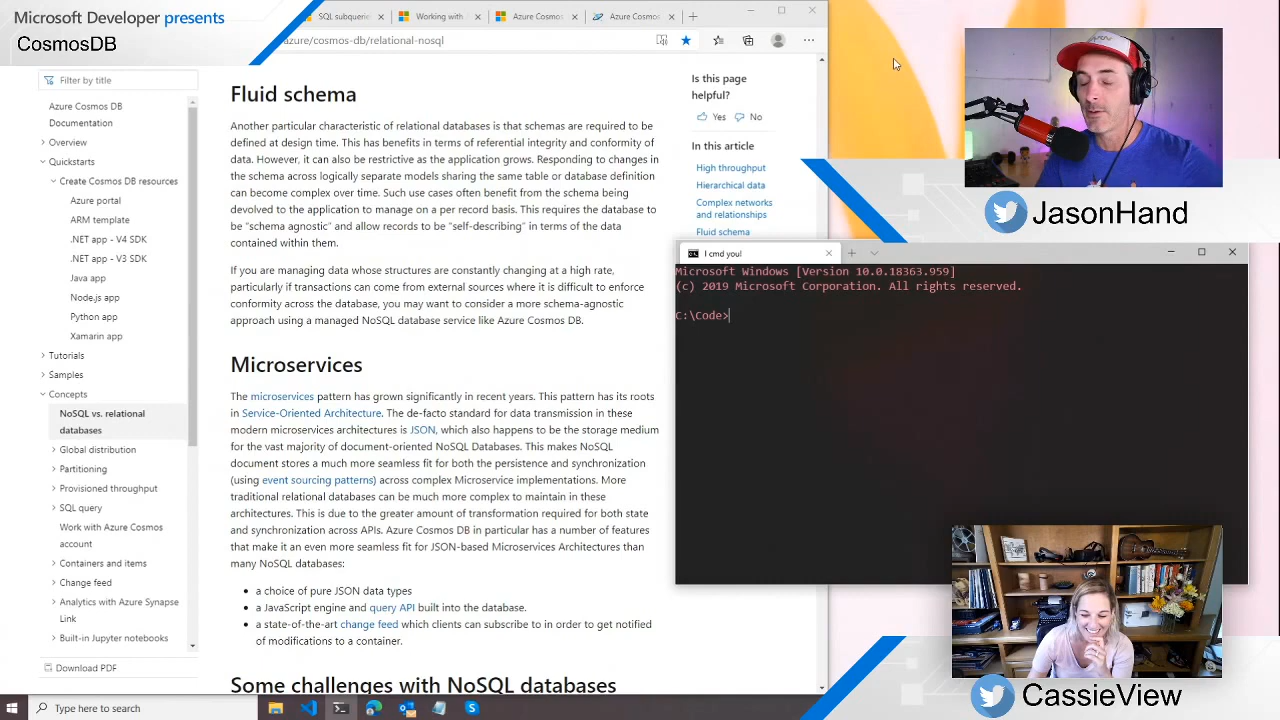 Microsoft Developer presents
CosmosDB
SQL subquerie
Working with
Azure Cosmos
Azure Cosmo
azure/cosmos-db/relational-nosql
Filter by title
Azure Cosmos DB
Documentation
Overview
Quickstarts
Create Cosmos DB resources
Azure portal
ARM template
.NET app - V4 SDK
.NET app - V3 SDK
Java app
Node.js app
Python app
Xamarin app
Tutorials
Samples
Concepts
NoSQL vs. relational
databases
Global distribution
Partitioning
Provisioned throughput
SQL query
Work with Azure Cosmos
account
Containers and items
Change feed
Analytics with Azure Synapse
Link
Built-in Jupyter notebooks
Download PDF
Fluid schema
Another particular characteristic of relational databases is that schemas are required to be
defined at design time. This has benefits in terms of referential integrity and conformity of
data. However, it can also be restrictive as the application grows. Responding to changes in
the schema across logically separate models sharing the same table or database definition
can become complex over time. Such use cases often benefit from the schema being
devolved to the application to manage on a per record basis. This requires the database to
be "schema agnostic" and allow records to be "self-describing" in terms of the data
contained within them.
If you are managing data whose structures are constantly changing at a high rate,
particularly if transactions can come from external sources where it is difficult to enforce
conformity across the database, you may want to consider a more schema-agnostic
approach using a managed NoSQL database service like Azure Cosmos DB.
Microservices
The microservices pattern has grown significantly in recent years. This pattern has its roots
in Service-Oriented Architecture. The de-facto standard for data transmission in these
modern microservices architectures is JSON, which also happens to be the storage medium
for the vast majority of document-oriented NoSQL Databases. This makes NoSQL
document stores a much more seamless fit for both the persistence and synchronization
(using event sourcing patterns) across complex Microservice implementations. More
traditional relational databases can be much more complex to maintain in these
architectures. This is due to the greater amount of transformation required for both state
and synchronization across APIs. Azure Cosmos DB in particular has a number of features
that make it an even more seamless fit for JSON-based Microservices Architectures than
many NoSQL databases:
• a choice of pure JSON data types
• a JavaScript engine and query API built into the database.
• a state-of-the-art change feed which clients can subscribe to in order to get notified
of modifications to a container.
Some challenges with NoSQL databases
Is this page
helpful?
Yes No
In this article
High throughput
Hierarchical data
Complex networks
and relationships
Fluid schema
JasonHand
I cmd you!
Microsoft Windows [Version 10.0.18363.959]
(c) 2019 Microsoft Corporation. All rights reserved.
C:\Code>
CassieView
Type here to search